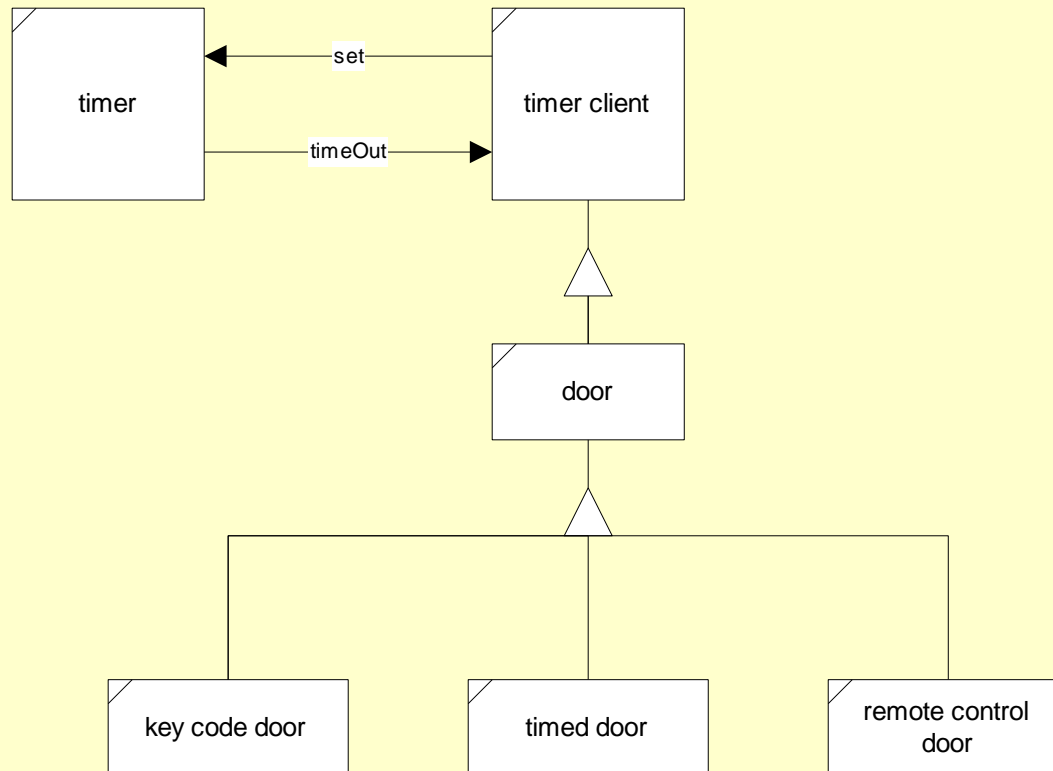 timer
set
timer client
timeOut
door
key code door
timed door
remote control
door